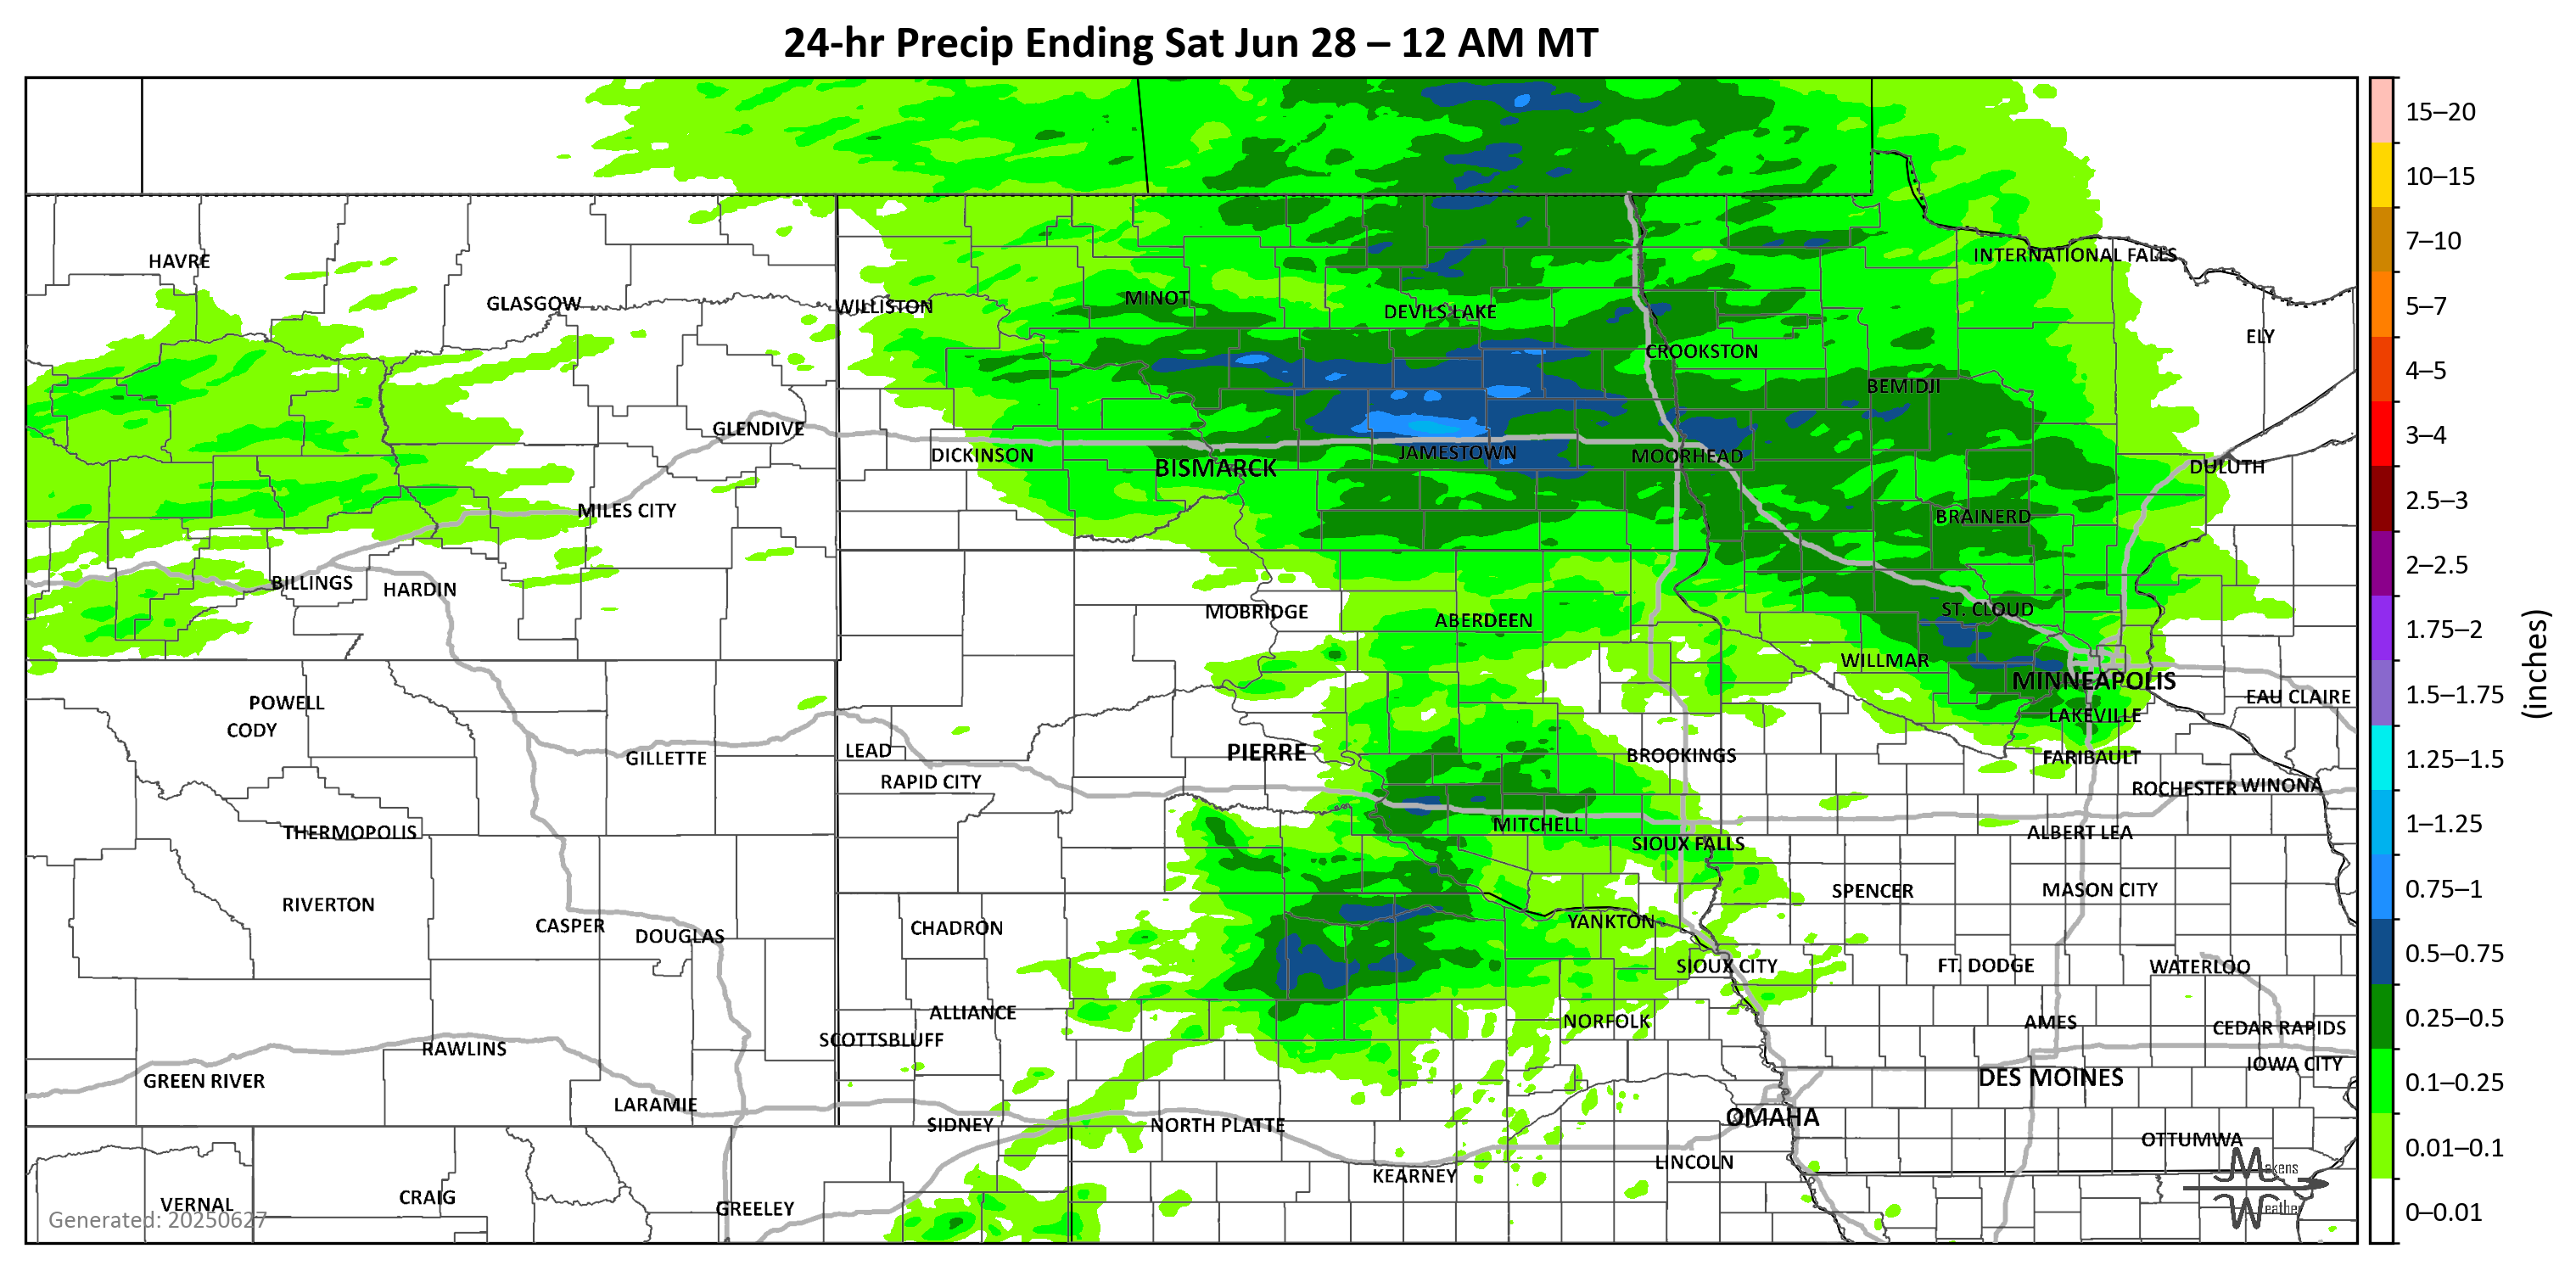 24-hr Precip Ending Sat Jun 28 – 12 AM MT
15–20
10–15
7–10
5–7
4–5
3–4
2.5–3
2–2.5
1.75–2
1.5–1.75
1.25–1.5
1–1.25
0.75–1
0.5–0.75
0.25–0.5
0.1–0.25
0.01–0.1
0–0.01
(inches)
HAVRE
INTERNATIONAL FALLS
GLASGOW
WILLISTON
MINOT
DEVILS LAKE
ELY
CROOKSTON
BEMIDJI
GLENDIVE
DICKINSON
BISMARCK
JAMESTOWN
MOORHEAD
DULUTH
MILES CITY
BRAINERD
BILLINGS
HARDIN
MOBRIDGE
ABERDEEN
ST. CLOUD
WILLMAR
MINNEAPOLIS
EAU CLAIRE
POWELL
CODY
LAKEVILLE
GILLETTE
LEAD
PIERRE
BROOKINGS
FARIBAULT
RAPID CITY
ROCHESTER
WINONA
THERMOPOLIS
MITCHELL
ALBERT LEA
SIOUX FALLS
RIVERTON
SPENCER
MASON CITY
CASPER
DOUGLAS
CHADRON
YANKTON
SIOUX CITY
FT. DODGE
WATERLOO
ALLIANCE
NORFOLK
AMES
CEDAR RAPIDS
SCOTTSBLUFF
RAWLINS
IOWA CITY
GREEN RIVER
DES MOINES
LARAMIE
SIDNEY
NORTH PLATTE
OMAHA
OTTUMWA
KEARNEY
LINCOLN
VERNAL
CRAIG
GREELEY
Generated: 20250627
Makens
Weather